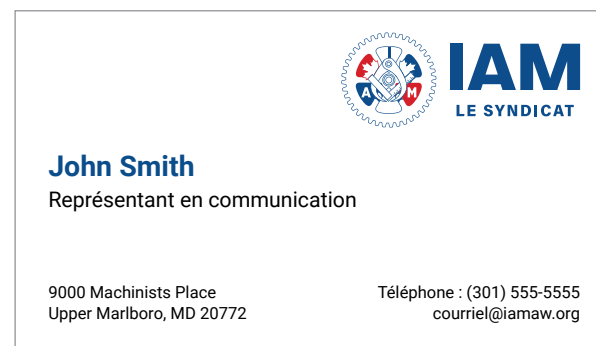 A M
IAM
LE SYNDICAT
John Smith
Représentant en communication
9000 Machinists Place
Upper Marlboro, MD 20772
Téléphone : (301) 555-5555
courriel@iamaw.org